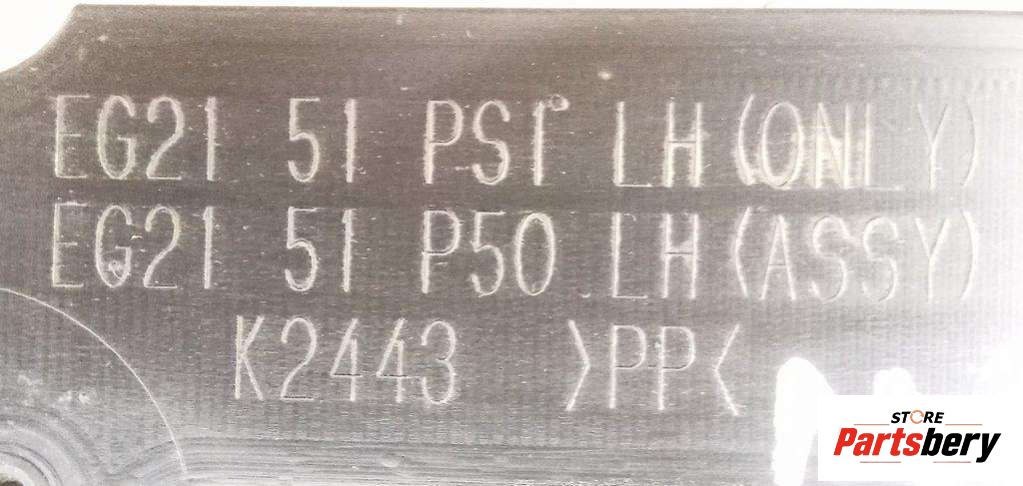 EG21 51 PS1 LH(ONLY)
EG21 51 P50 LH(ASSY)
K2443 >PP<
STORE
Partsbery